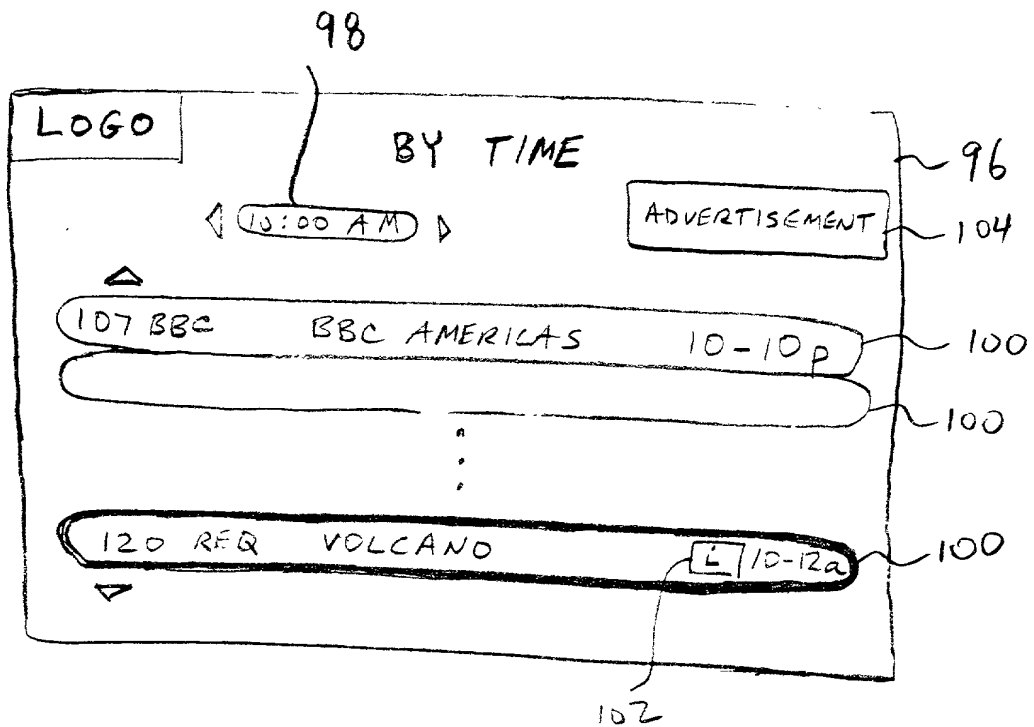 98
LOGO
BY TIME
96
10:00 AM
ADVERTISEMENT
104
107 BBC BBC AMERICAS 10-10p
100
100
120 REQ VOLCANO L 10-12a
100
102